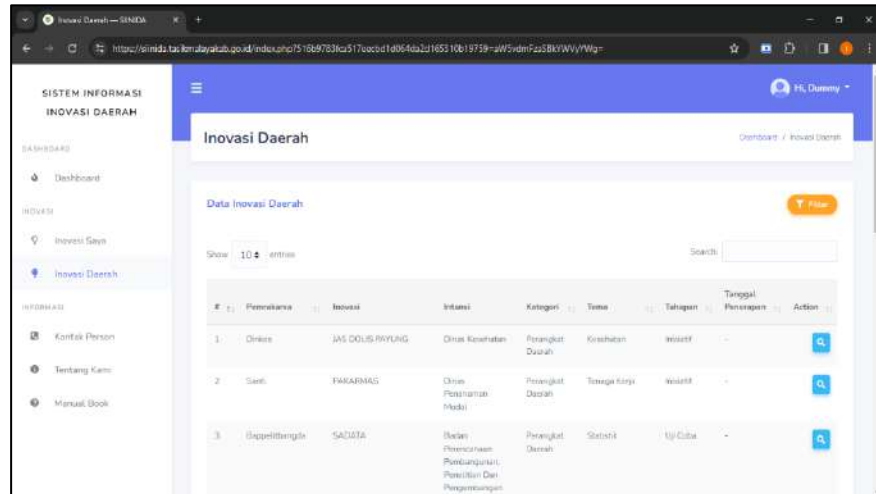 Inovasi Daerah — SIINIDA
SISTEM INFORMASI
INOVASI DAERAH
Hi, Dummy
DASHBOARD
Dashboard
INOVASI
Inovasi Saya
Inovasi Daerah
INFORMASI
Kontak Person
Tentang Kami
Manual Book
Inovasi Daerah
Dashboard / Inovasi Daerah
Data Inovasi Daerah
Filter
Show 10 entries
Search:
# Pemrakarsa Inovasi Intansi Kategori Tema Tahapan Tanggal Penerapan Action
1 Dinkes JAS DOLIS PAYUNG Dinas Kesehatan Perangkat Daerah Kesehatan Inisiatif -
2 Santi PAKARMAS Dinas Penanaman Modal Perangkat Daerah Tenaga Kerja Inisiatif -
3 Bappelitbangda SADATA Badan Perencanaan Pembangunan, Penelitian Dan Pengembangan Perangkat Daerah Statistik Uji Coba -